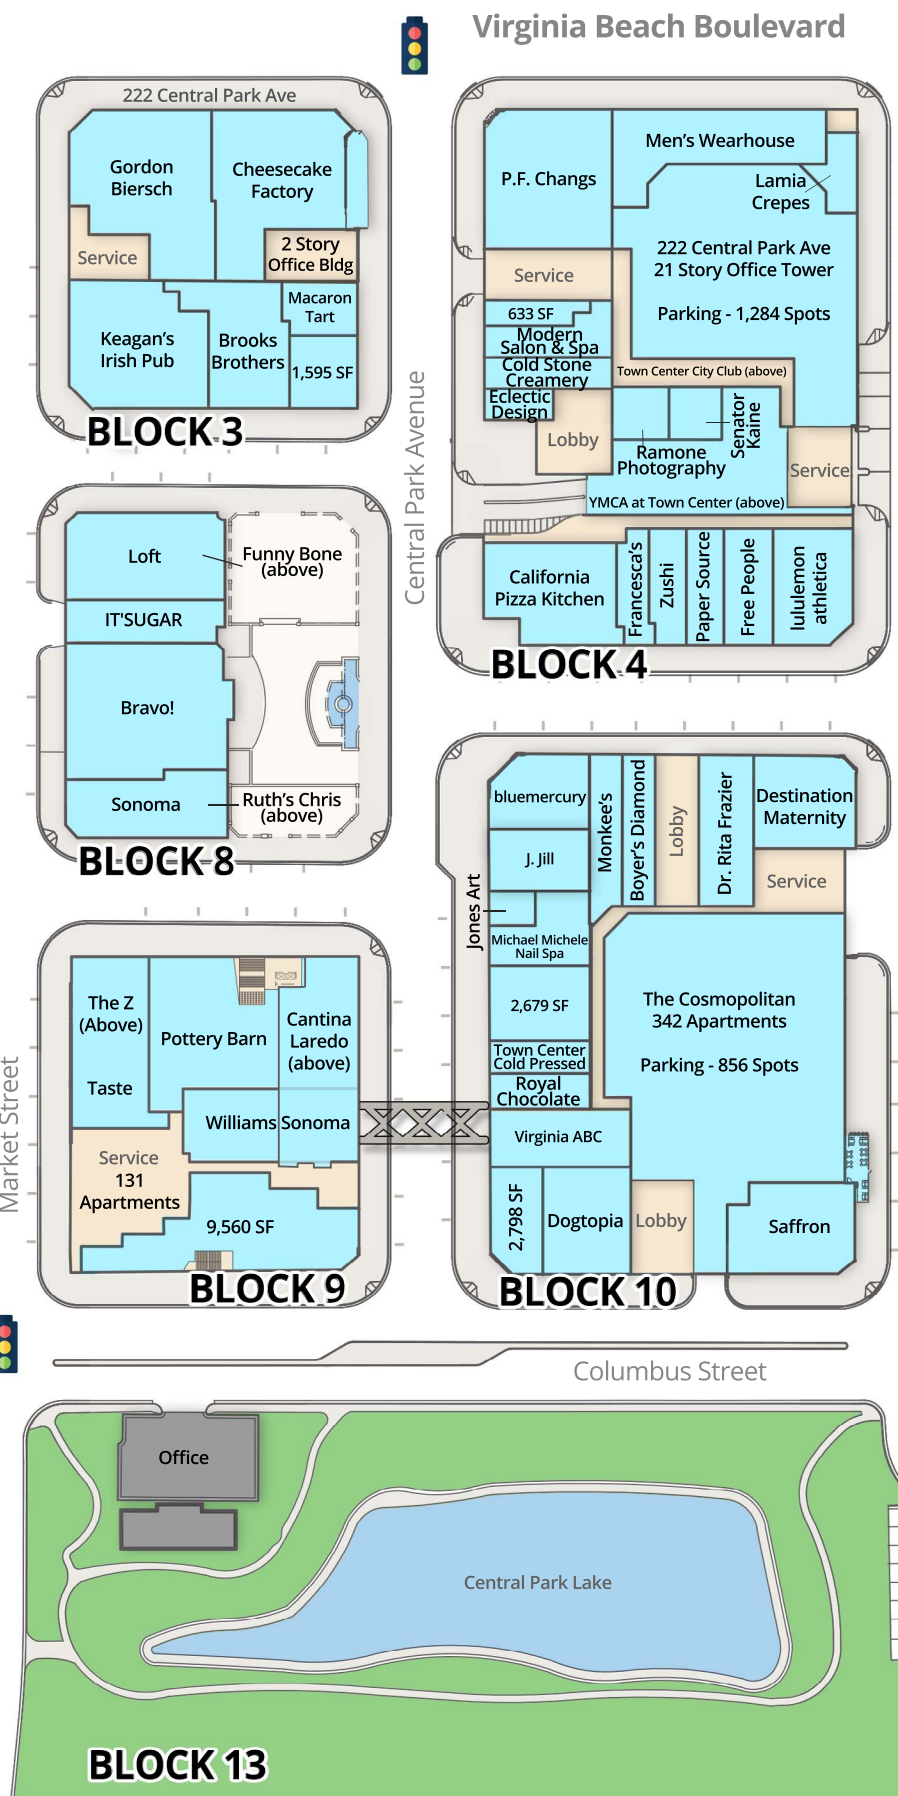 Virginia Beach Boulevard
222 Central Park Ave
Gordon
Biersch
Cheesecake
Factory
Service
2 Story
Office Bldg
Keagan's
Irish Pub
Brooks
Brothers
Macaron
Tart
1,595 SF
BLOCK 3
Central Park Avenue
P.F. Changs
Men's Wearhouse
Lamia
Crepes
222 Central Park Ave
21 Story Office Tower
Parking - 1,284 Spots
Service
633 SF
Modern
Salon & Spa
Cold Stone
Creamery
Eclectic
Design
Lobby
Town Center City Club (above)
Senator
Kaine
Ramone
Photography
Service
YMCA at Town Center (above)
California
Pizza Kitchen
Francesca's
Zushi
Paper Source
Free People
lululemon
athletica
BLOCK 4
Loft
Funny Bone
(above)
IT'SUGAR
Bravo!
Sonoma
Ruth's Chris
(above)
BLOCK 8
bluemercury
J. Jill
Monkee's
Boyer's Diamond
Lobby
Dr. Rita Frazier
Destination
Maternity
Service
Jones Art
Michael Michele
Nail Spa
2,679 SF
Town Center
Cold Pressed
Royal
Chocolate
Virginia ABC
The Cosmopolitan
342 Apartments
Parking - 856 Spots
2,798 SF
Dogtopia
Lobby
Saffron
BLOCK 10
Market Street
The Z
(Above)
Taste
Pottery Barn
Cantina
Laredo
(above)
Williams Sonoma
Service
131
Apartments
9,560 SF
BLOCK 9
Columbus Street
Office
Central Park Lake
BLOCK 13